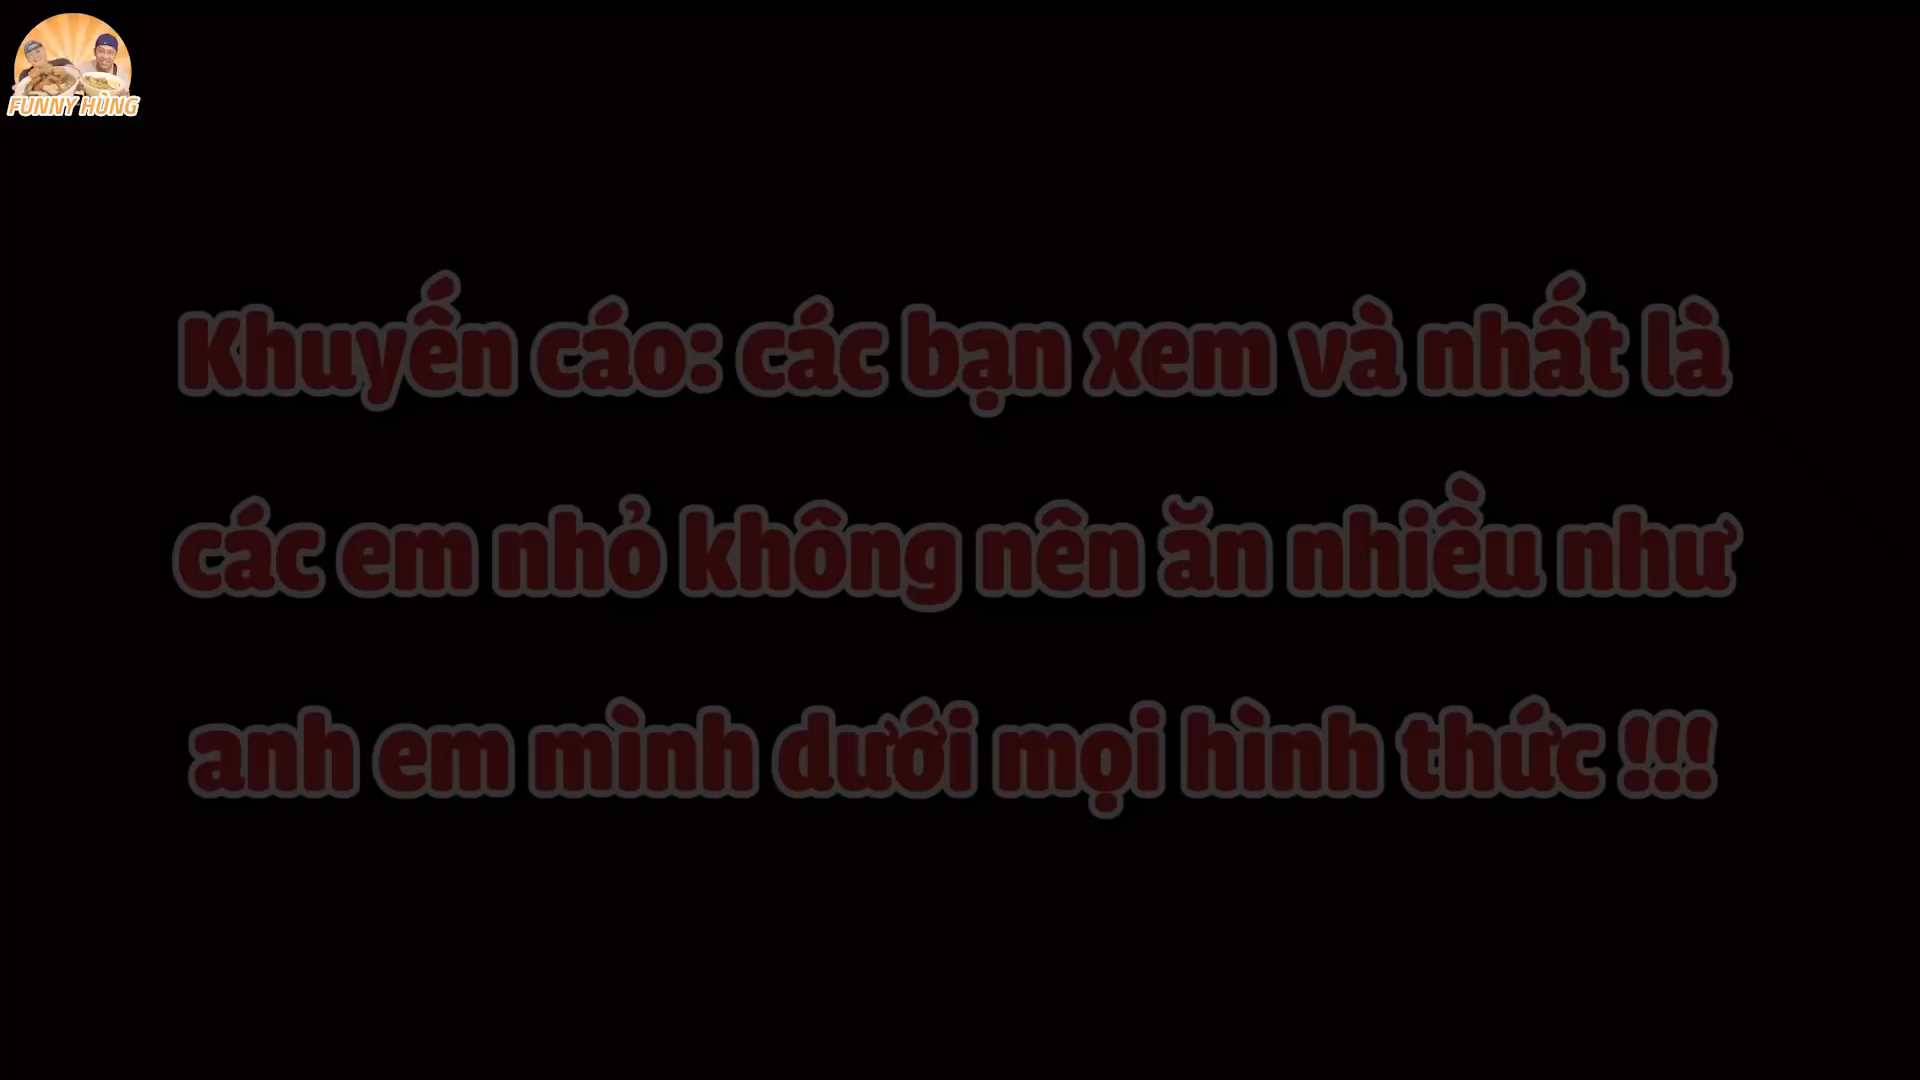 FUNNY HÙNG
Khuyến cáo: các bạn xem và nhất là
các em nhỏ không nên ăn nhiều như
anh em mình dưới mọi hình thức !!!